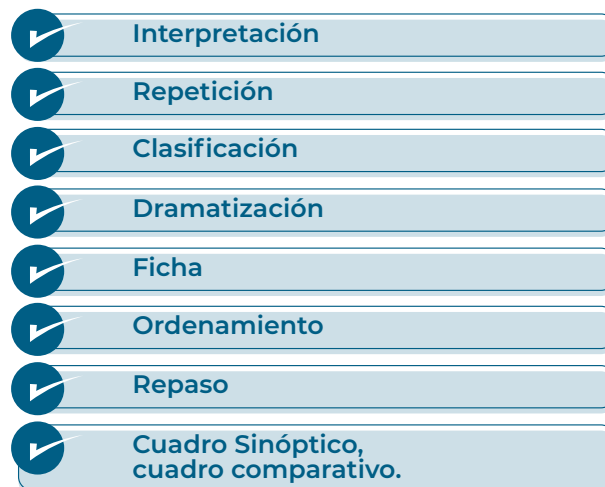 Interpretación
Repetición
Clasificación
Dramatización
Ficha
Ordenamiento
Repaso
Cuadro Sinóptico,
cuadro comparativo.